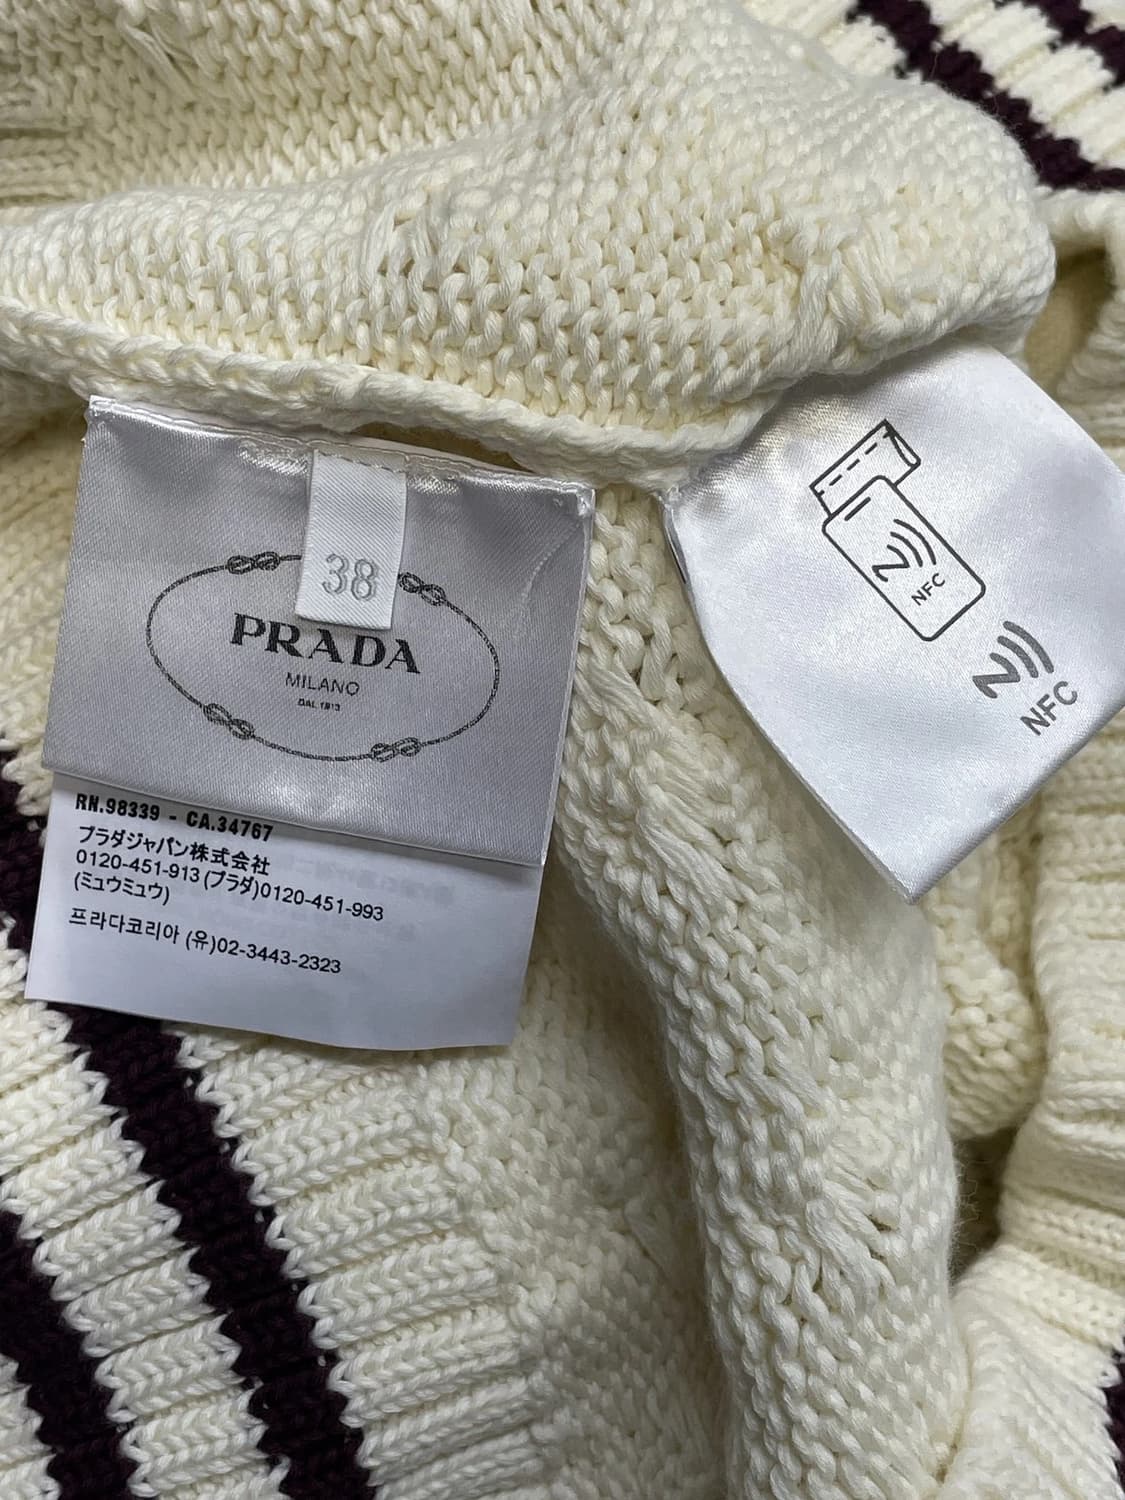 38
PRADA
MILANO
DAL 1913
RN.98339 - CA.34767
プラダジャパン株式会社
0120-451-913 (プラダ)0120-451-993
(ミュウミュウ)
프라다코리아 (유)02-3443-2323
NFC
NFC